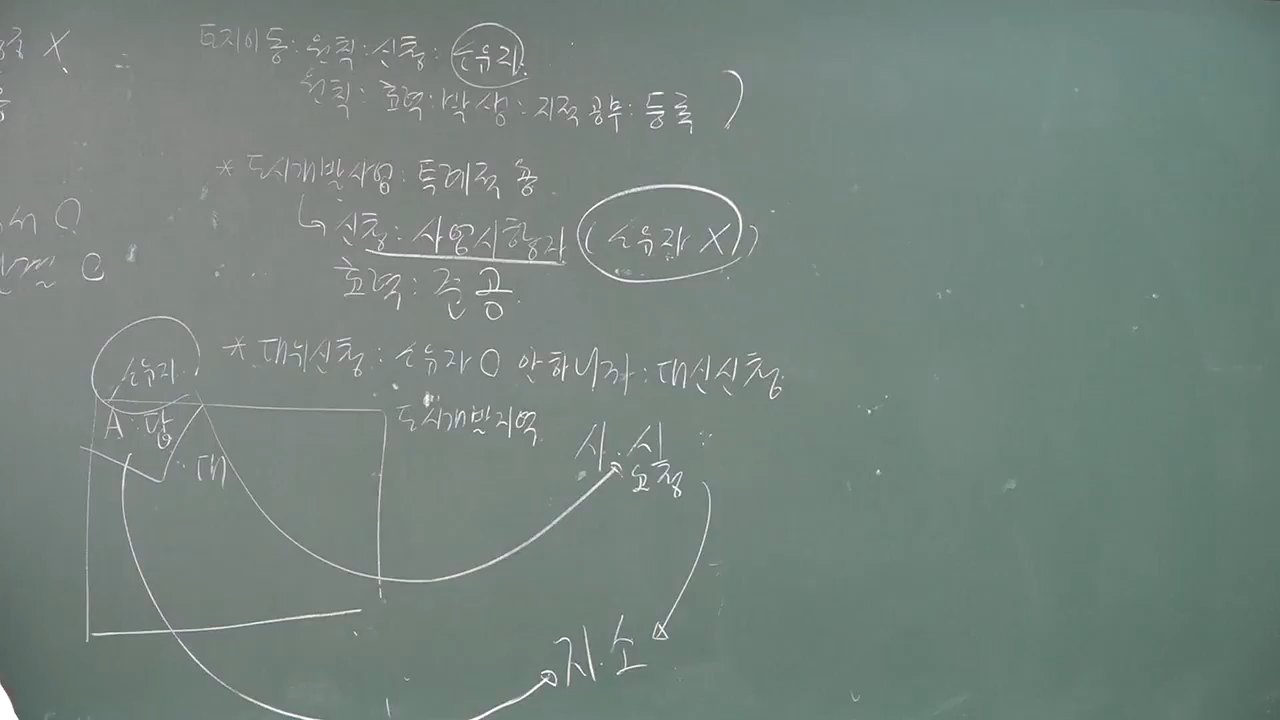 X
토지이동: 원칙: 신청: 소유자
원칙: 효력: 발생: 지적공부: 등록
* 도시개발사업: 특례적용
↳ 신청: 사업시행자 (소유자 X)
O
효력: 준공
O
* 대위신청: 소유자 O 안하니까: 대신신청
소유자
A: 답
: 대
도시개발지역
사.시
요청
지.소